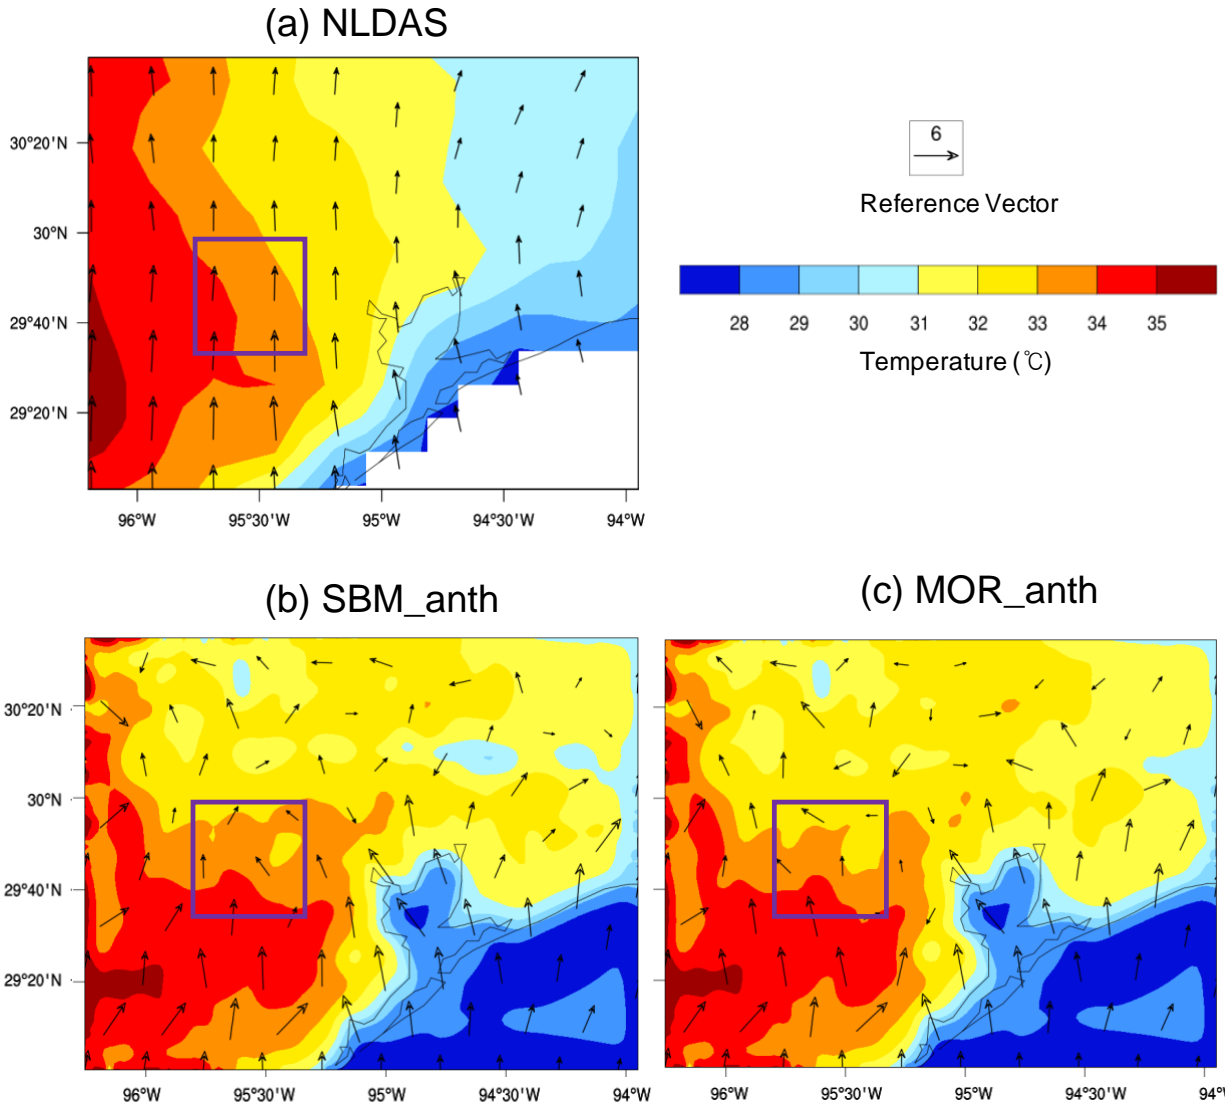 (a) NLDAS
30°20'N
30°N
29°40'N
29°20'N
96°W 95°30'W 95°W 94°30'W 94°W
6
Reference Vector
28 29 30 31 32 33 34 35
Temperature (℃)
(b) SBM_anth
30°20'N
30°N
29°40'N
29°20'N
96°W 95°30'W 95°W 94°30'W 94°W
(c) MOR_anth
96°W 95°30'W 95°W 94°30'W 94°W